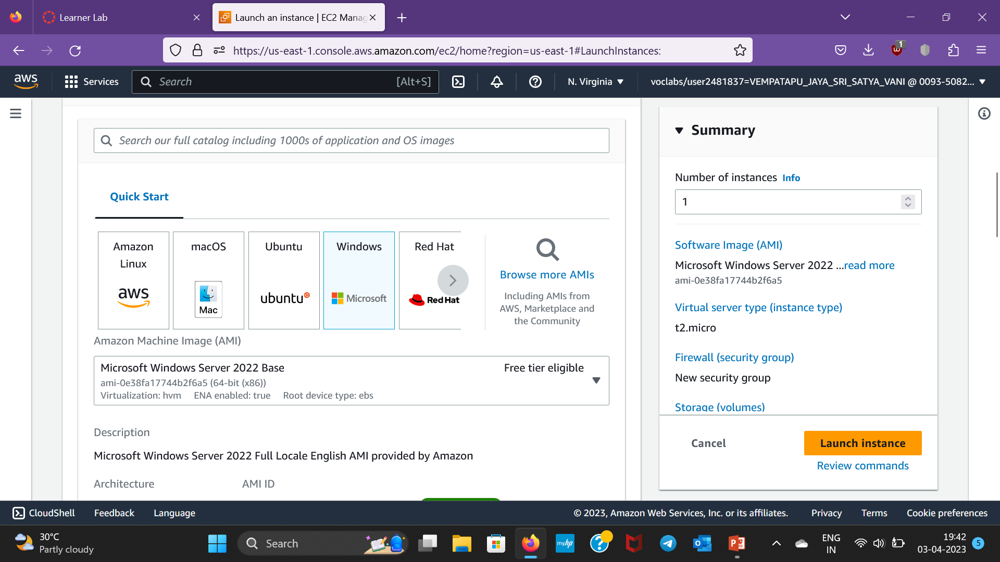 Learner Lab
Launch an instance | EC2 Manag
https://us-east-1.console.aws.amazon.com/ec2/home?region=us-east-1#LaunchInstances:
1
aws
Services
Search
[Alt+S]
N. Virginia
voclabs/user2481837=VEMPATAPU_JAYA_SRI_SATYA_VANI @ 0093-5082...
Search our full catalog including 1000s of application and OS images
Quick Start
Amazon
Linux
aws
macOS
Mac
Ubuntu
ubuntu
Windows
Microsoft
Red Hat
Red Hat
Browse more AMIs
Including AMIs from
AWS, Marketplace and
the Community
Amazon Machine Image (AMI)
Microsoft Windows Server 2022 Base
Free tier eligible
ami-0e38fa17744b2f6a5 (64-bit (x86))
Virtualization: hvm ENA enabled: true Root device type: ebs
Description
Microsoft Windows Server 2022 Full Locale English AMI provided by Amazon
Architecture
AMI ID
Summary
Number of instances Info
1
Software Image (AMI)
Microsoft Windows Server 2022 ...read more
ami-0e38fa17744b2f6a5
Virtual server type (instance type)
t2.micro
Firewall (security group)
New security group
Storage (volumes)
Cancel
Launch instance
Review commands
CloudShell
Feedback
Language
© 2023, Amazon Web Services, Inc. or its affiliates.
Privacy
Terms
Cookie preferences
30°C
Partly cloudy
Search
myhp
ENG
IN
19:42
03-04-2023
5